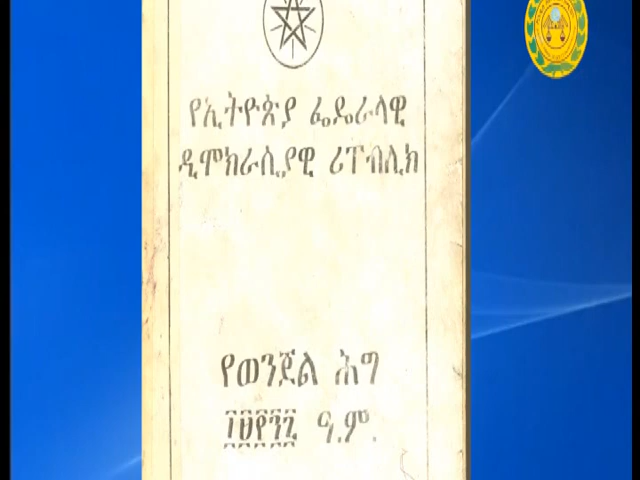 የኢትዮጵያ ፌዴራላዊ
ዲሞክራሲያዊ ሪፐብሊክ
የወንጀል ሕግ
፲፱፻፺፯ ዓ.ም.